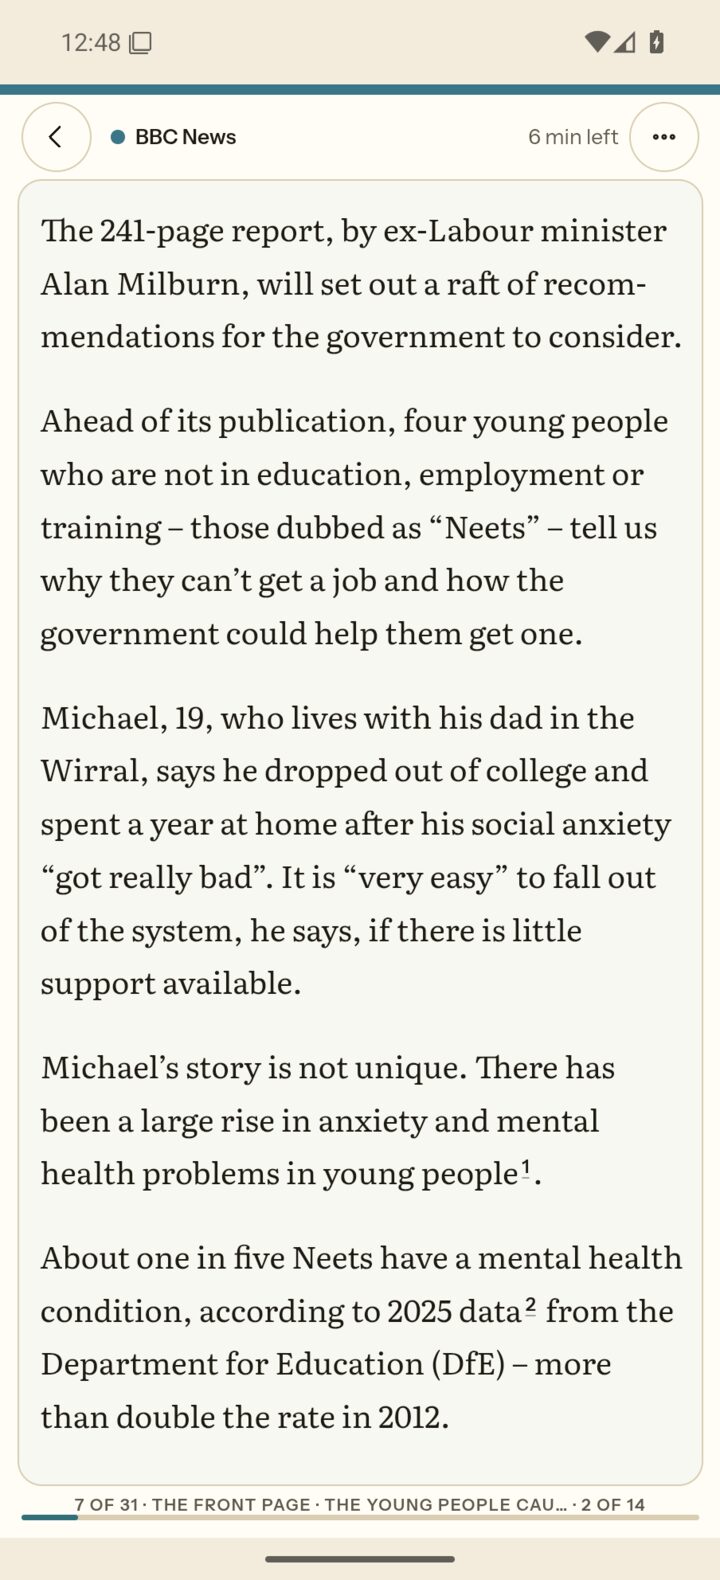 12:48
BBC News
6 min left
The 241-page report, by ex-Labour minister
Alan Milburn, will set out a raft of recom-
mendations for the government to consider.
Ahead of its publication, four young people
who are not in education, employment or
training – those dubbed as “Neets” – tell us
why they can’t get a job and how the
government could help them get one.
Michael, 19, who lives with his dad in the
Wirral, says he dropped out of college and
spent a year at home after his social anxiety
“got really bad”. It is “very easy” to fall out
of the system, he says, if there is little
support available.
Michael’s story is not unique. There has
been a large rise in anxiety and mental
health problems in young people¹.
About one in five Neets have a mental health
condition, according to 2025 data² from the
Department for Education (DfE) – more
than double the rate in 2012.
7 OF 31 · THE FRONT PAGE · THE YOUNG PEOPLE CAU… · 2 OF 14